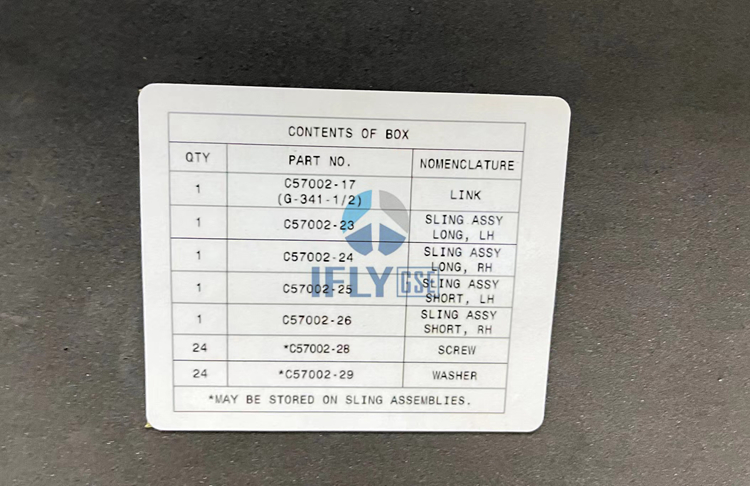 CONTENTS OF BOX
QTY PART NO. NOMENCLATURE
1 C57002-17 (G-341-1/2) LINK
1 C57002-23 SLING ASSY LONG, LH
1 C57002-24 SLING ASSY LONG, RH
1 C57002-25 SLING ASSY SHORT, LH
1 C57002-26 SLING ASSY SHORT, RH
24 *C57002-28 SCREW
24 *C57002-29 WASHER
*MAY BE STORED ON SLING ASSEMBLIES.
IFLY GSE